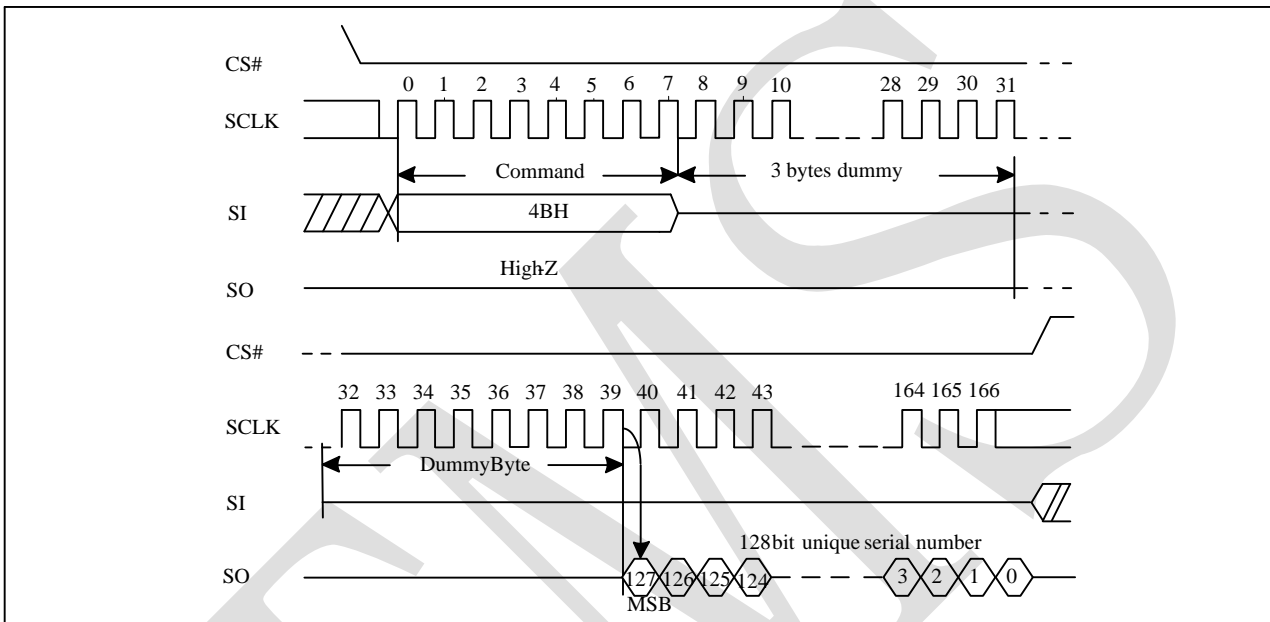 CS#
0 1 2 3 4 5 6 7 8 9 10 28 29 30 31
SCLK
Command 3 bytes dummy
SI 4BH
High-Z
SO
CS#
32 33 34 35 36 37 38 39 40 41 42 43 164 165 166
SCLK
DummyByte
SI
128bit unique serial number
SO 127 126 125 124 3 2 1 0
MSB